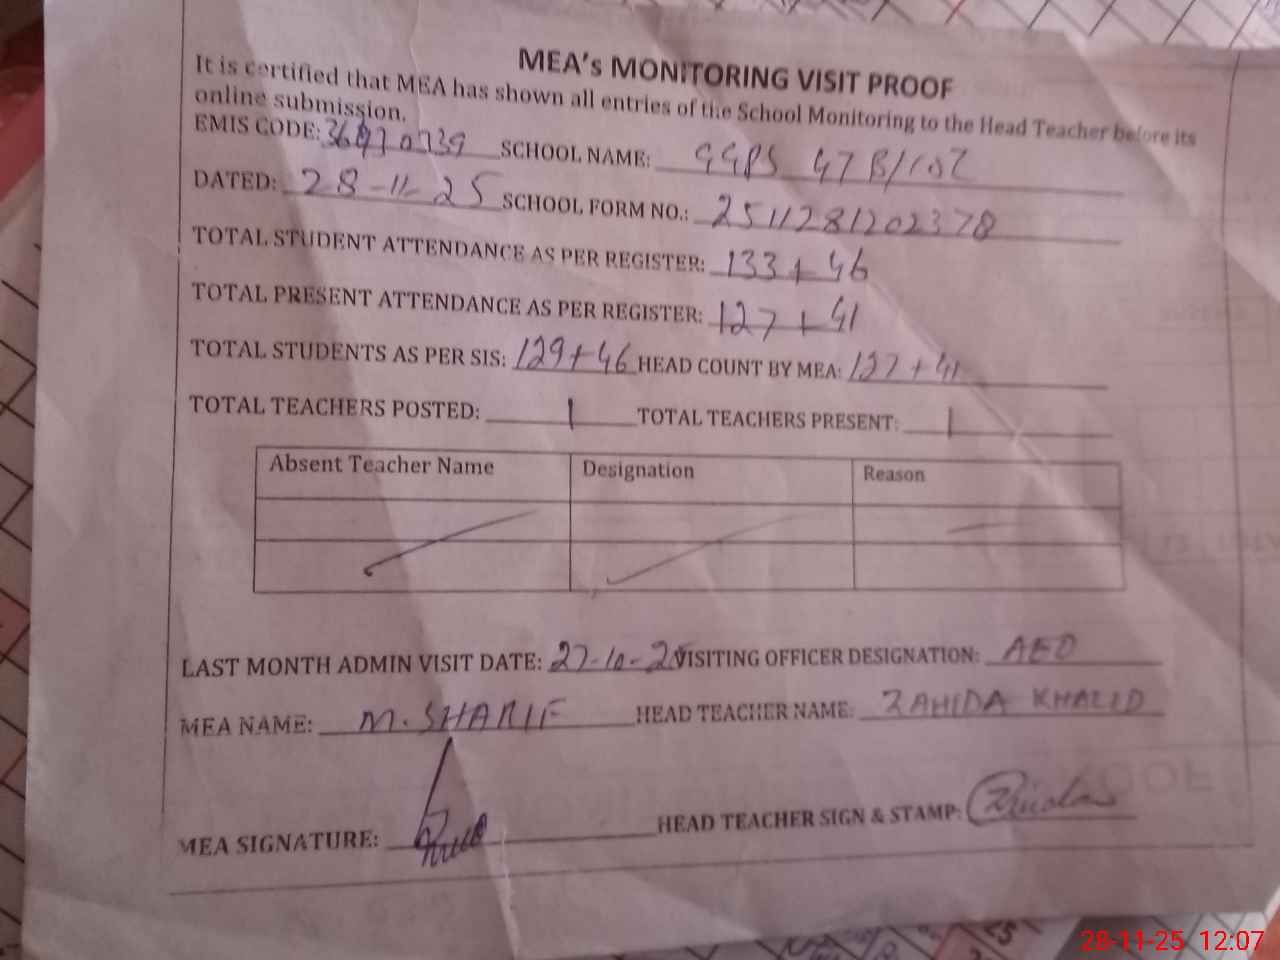 MEA's MONITORING VISIT PROOF
It is certified that MEA has shown all entries of the School Monitoring to the Head Teacher before its
online submission.
EMIS CODE: SCHOOL NAME: GGPS 47 B/10Z
DATED: 28-11-25 SCHOOL FORM NO.: 2511281202378
TOTAL STUDENT ATTENDANCE AS PER REGISTER: 133+46
TOTAL PRESENT ATTENDANCE AS PER REGISTER: 127+41
TOTAL STUDENTS AS PER SIS: 129+46 HEAD COUNT BY MEA: 127+41
TOTAL TEACHERS POSTED: 1 TOTAL TEACHERS PRESENT: 1
Absent Teacher Name Designation Reason
LAST MONTH ADMIN VISIT DATE: 27-10-25 VISITING OFFICER DESIGNATION: AEO
MEA NAME: M. SHARIF HEAD TEACHER NAME: ZAHIDA KHALID
MEA SIGNATURE: HEAD TEACHER SIGN & STAMP:
28-11-25 12:07